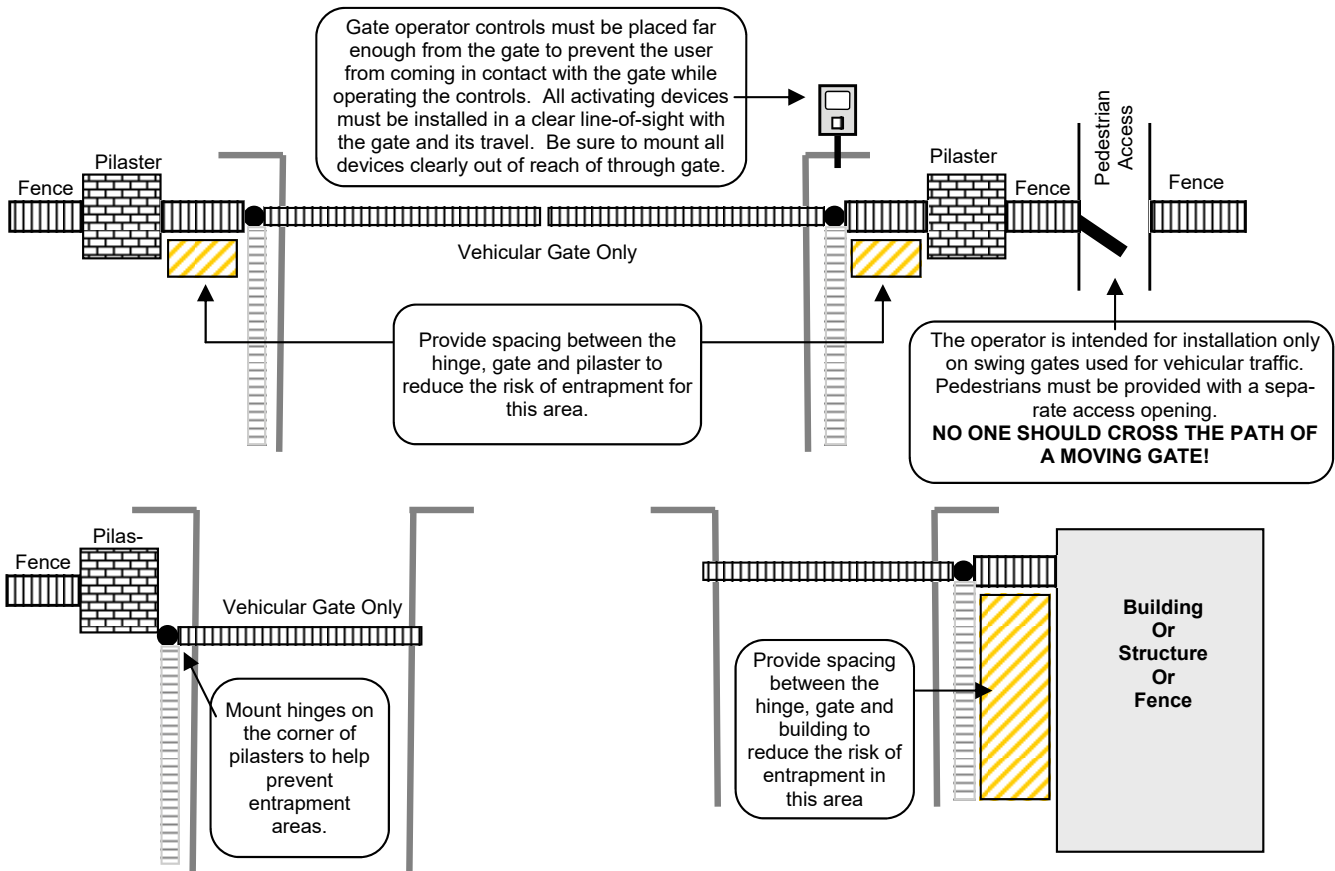 Gate operator controls must be placed far
enough from the gate to prevent the user
from coming in contact with the gate while
operating the controls.  All activating devices
must be installed in a clear line-of-sight with
the gate and its travel.  Be sure to mount all
devices clearly out of reach of through gate.
Fence
Pilaster
Pilaster
Fence
Pedestrian
Access
Fence
Vehicular Gate Only
Provide spacing between the
hinge, gate and pilaster to
reduce the risk of entrapment for
this area.
The operator is intended for installation only
on swing gates used for vehicular traffic.
Pedestrians must be provided with a sepa-
rate access opening.
NO ONE SHOULD CROSS THE PATH OF
A MOVING GATE!
Fence
Pilas-
Vehicular Gate Only
Mount hinges on
the corner of
pilasters to help
prevent
entrapment
areas.
Provide spacing
between the
hinge, gate and
building to
reduce the risk of
entrapment in
this area
Building
Or
Structure
Or
Fence